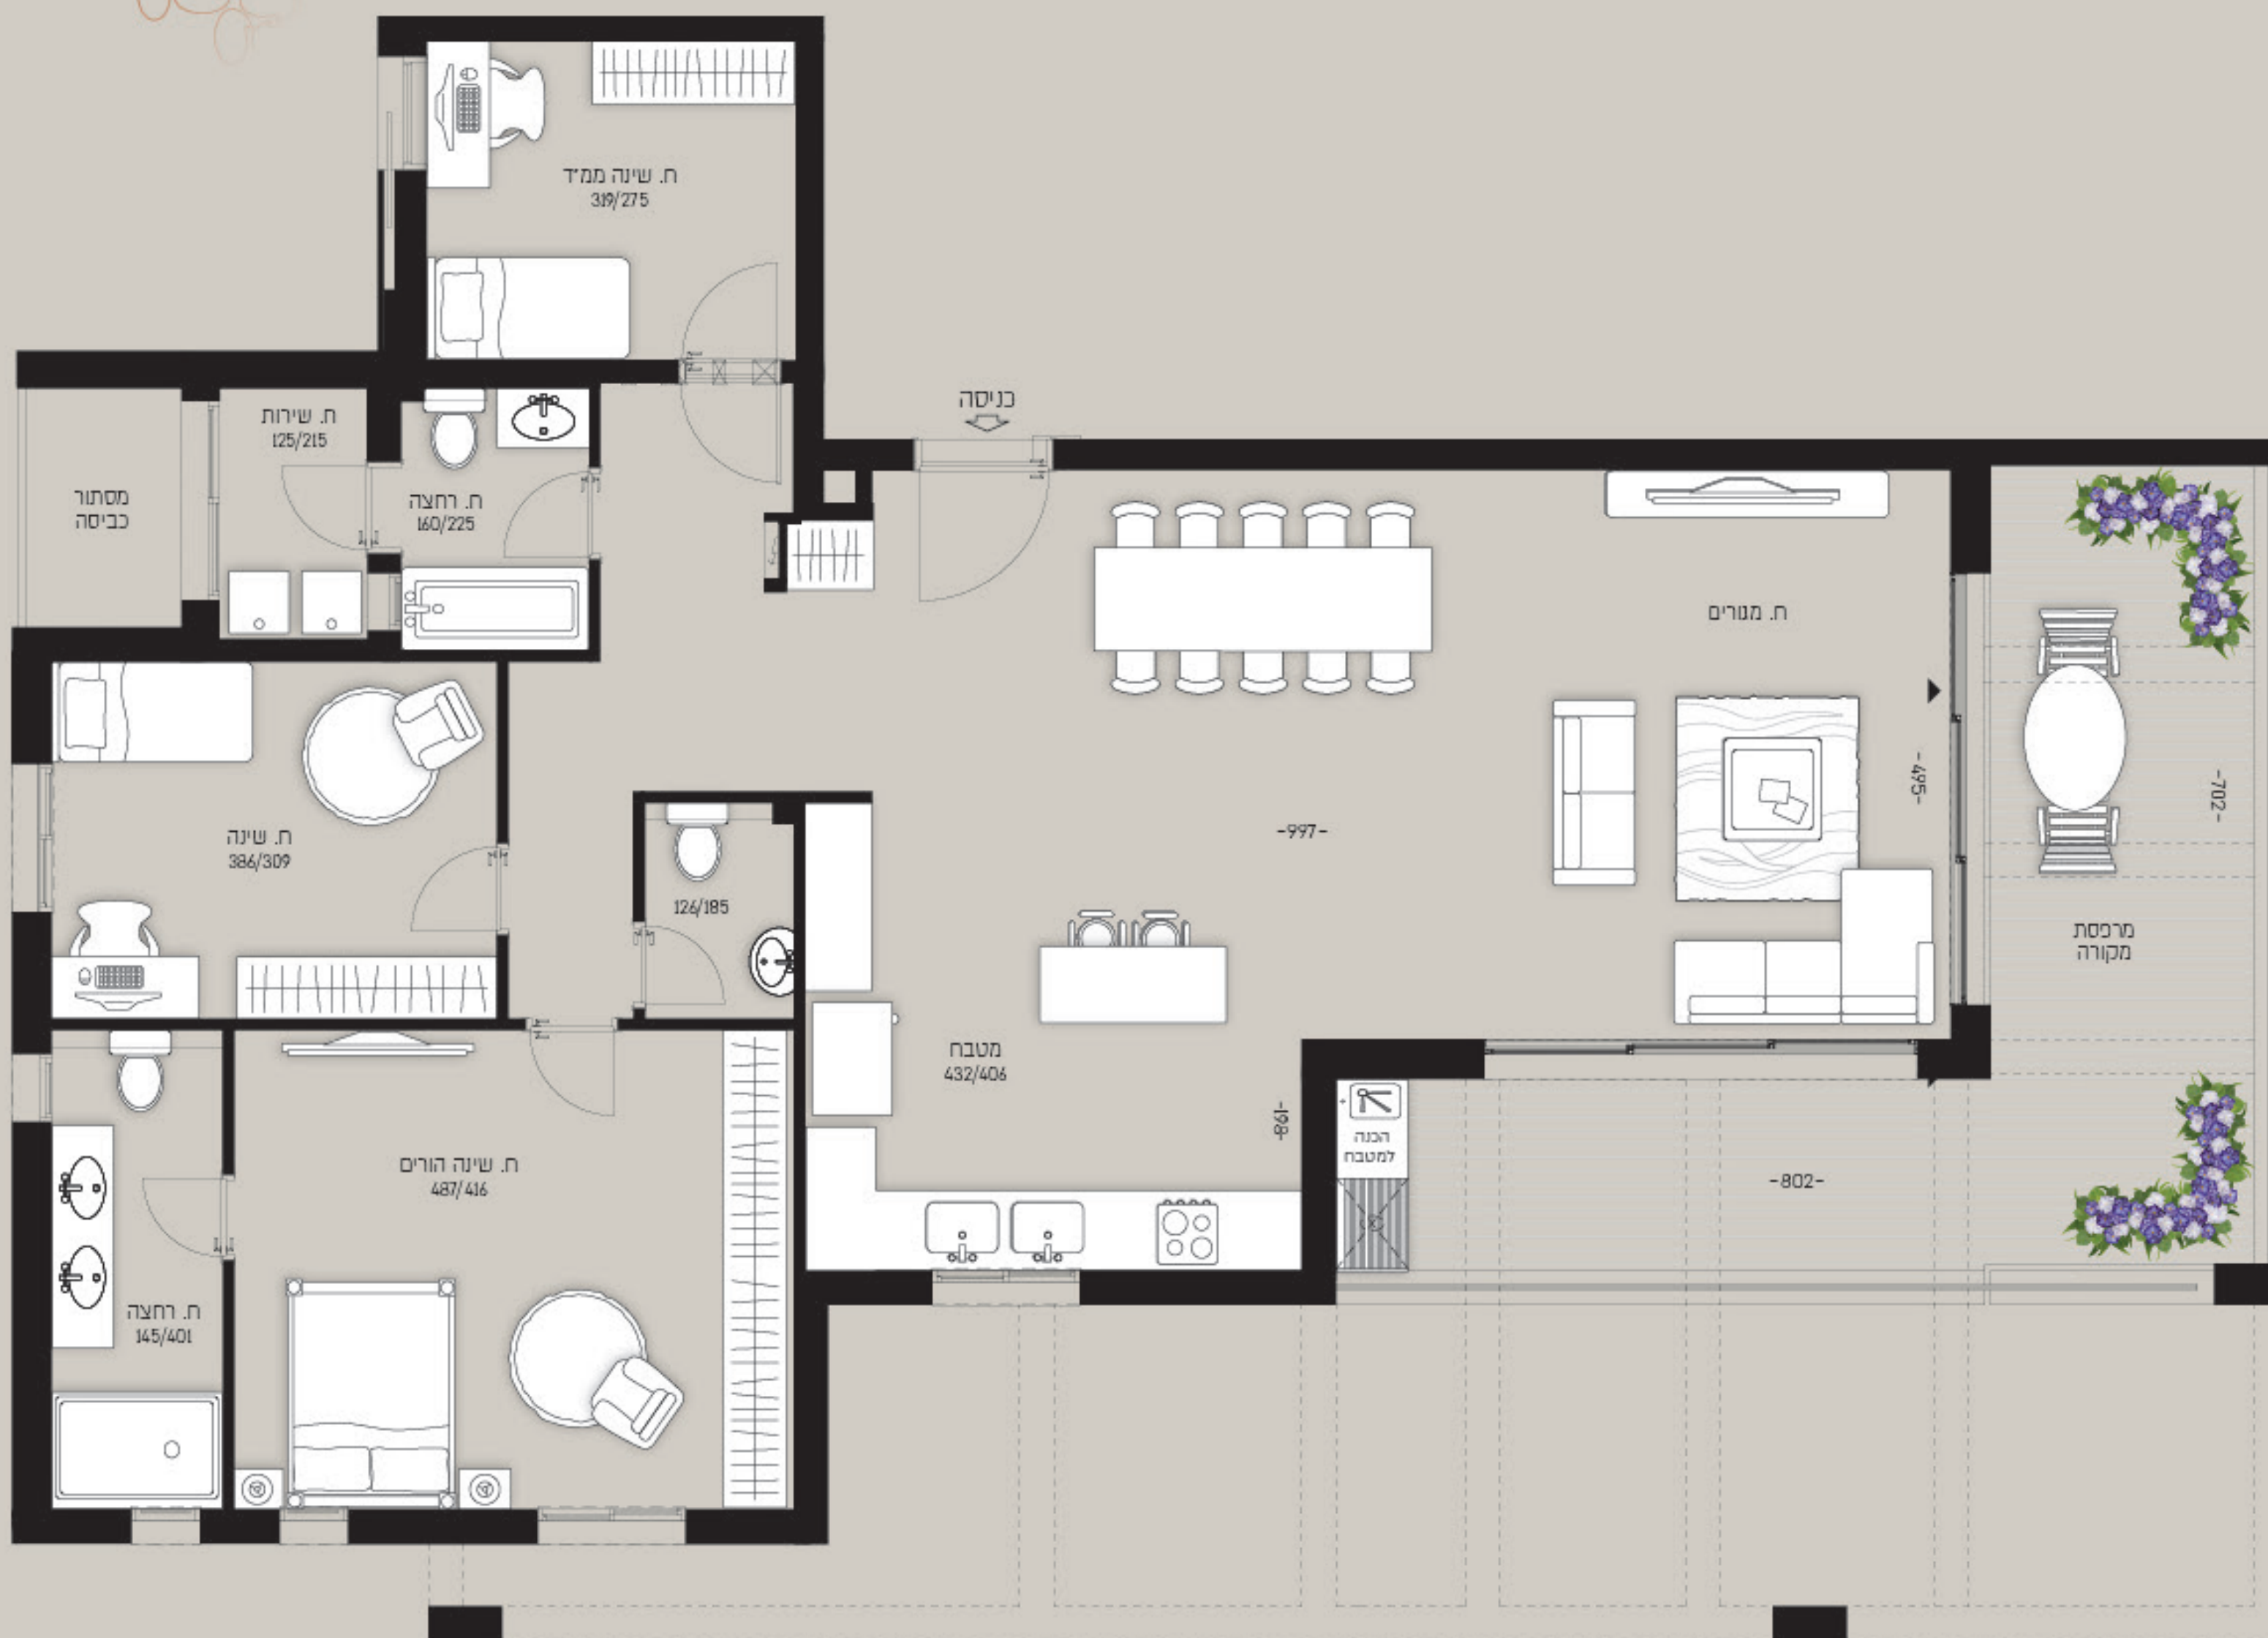 ח. שינה ממ"ד
319/275
כניסה
ח. שירות
125/215
מסתור
כביסה
ח. רחצה
160/225
ח. מגורים
-495-
-702-
-997-
ח. שינה
386/309
126/185
מרפסת
מקורה
מטבח
432/406
-198-
הכנה
למטבח
-802-
ח. שינה הורים
487/416
ח. רחצה
145/401